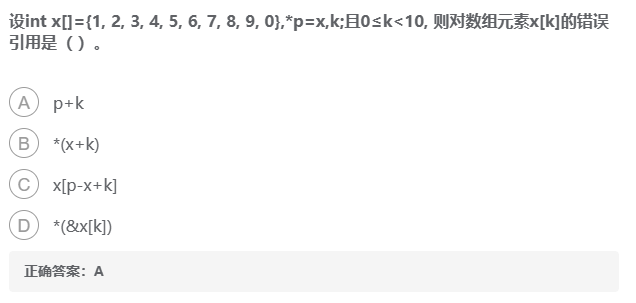 设int x[]={1, 2, 3, 4, 5, 6, 7, 8, 9, 0},*p=x,k;且0≤k<10, 则对数组元素x[k]的错误
引用是（ ）。
A p+k
B *(x+k)
C x[p-x+k]
D *(&x[k])
正确答案：A